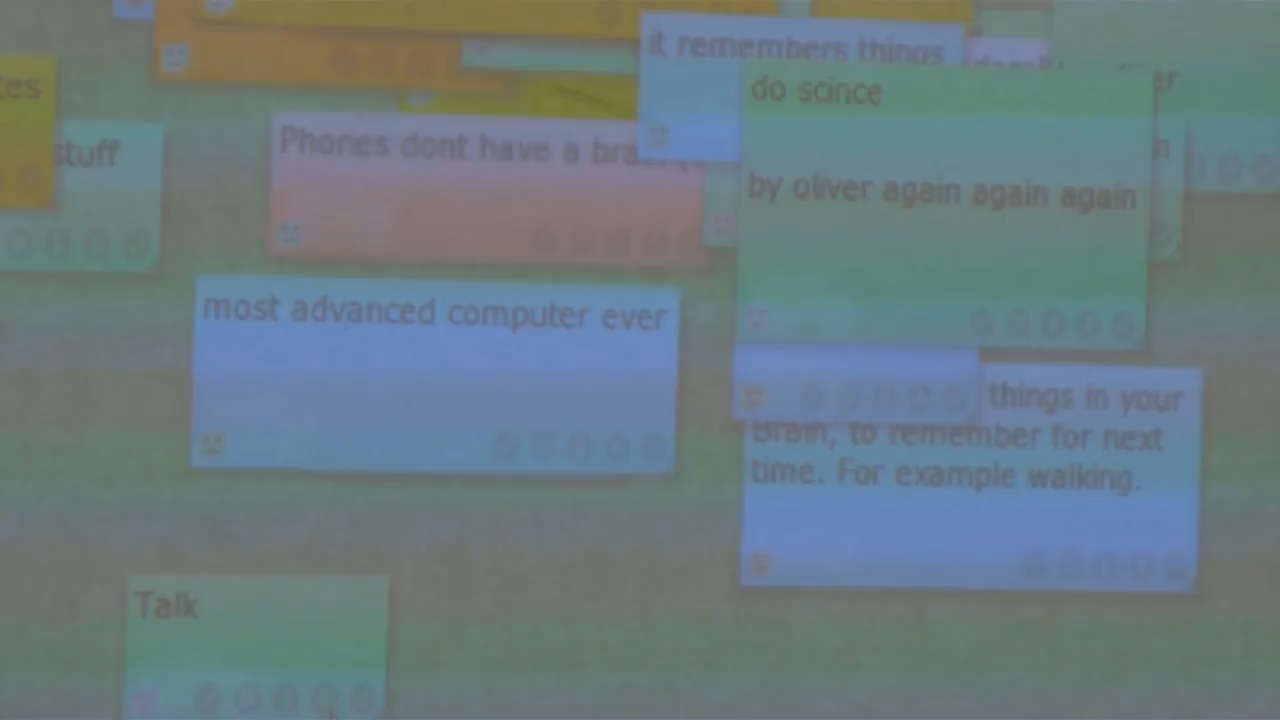 it remembers things
do scince
by oliver again again again
stuff
Phones dont have a
most advanced computer ever
things in your
Brain, to remember for next
time. For example walking.
Talk